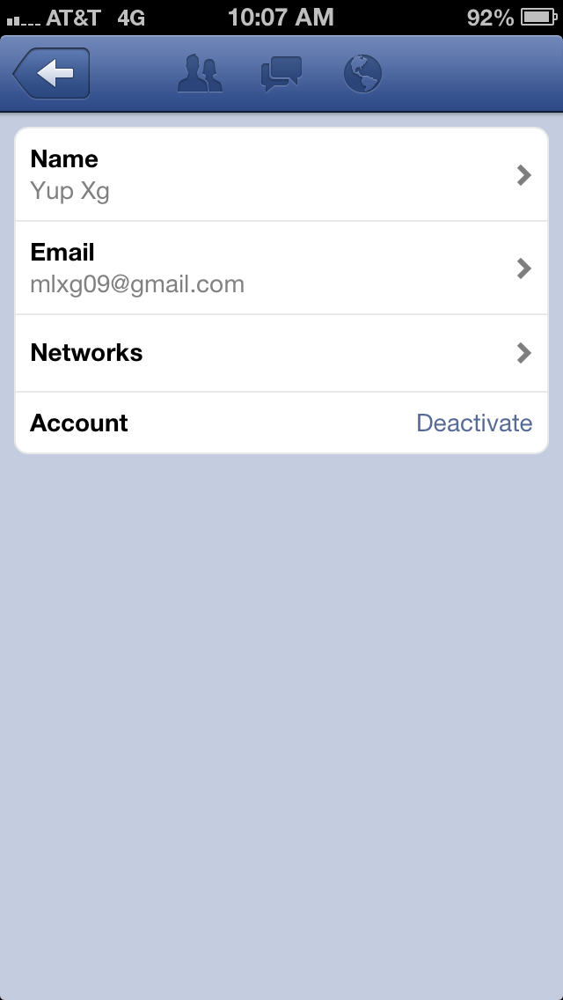 AT&T 4G 10:07 AM 92%
Name
Yup Xg
Email
mlxg09@gmail.com
Networks
Account Deactivate